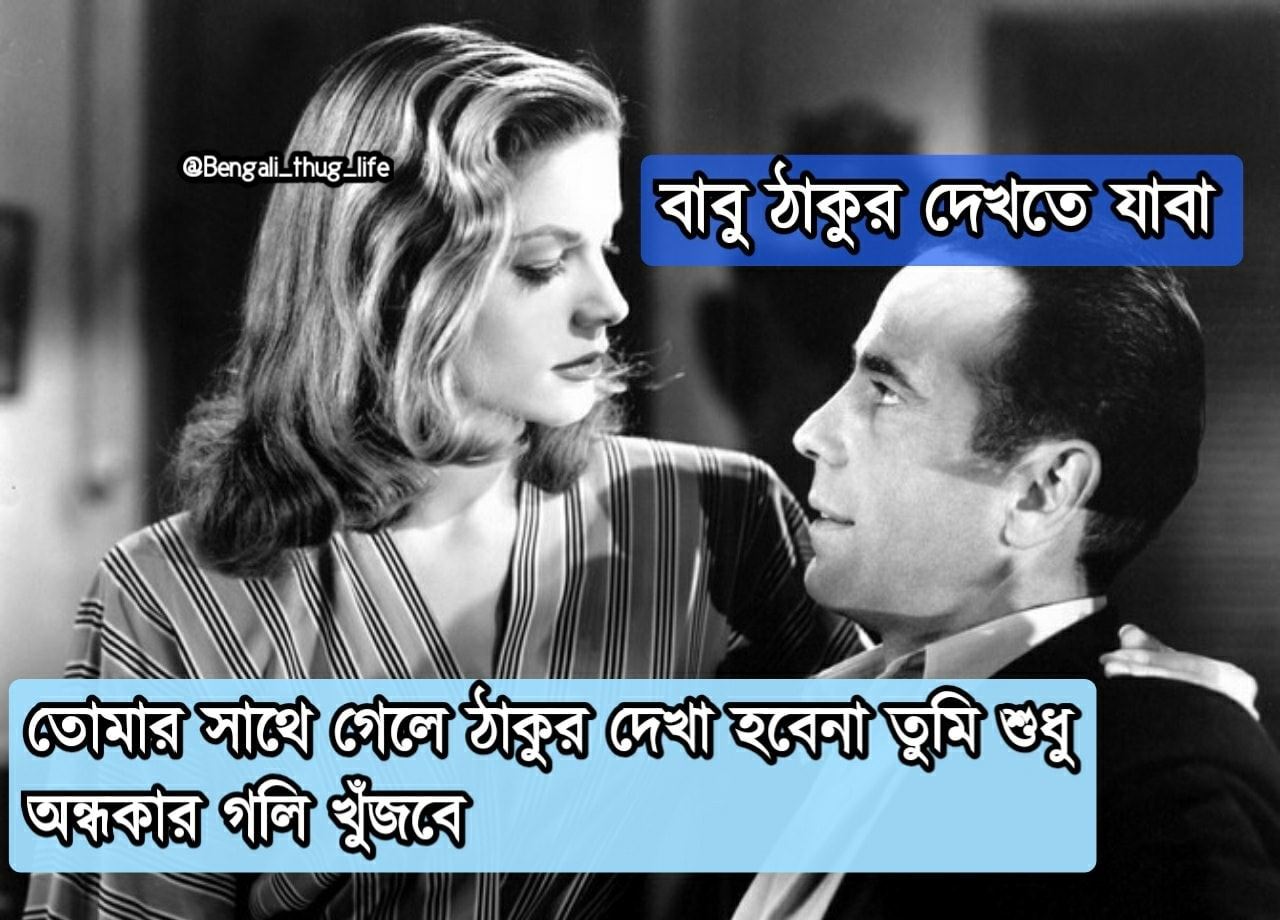 @Bengali_thug_life
বাবু ঠাকুর দেখতে যাবা
তোমার সাথে গেলে ঠাকুর দেখা হবেনা তুমি শুধু
অন্ধকার গলি খুঁজবে